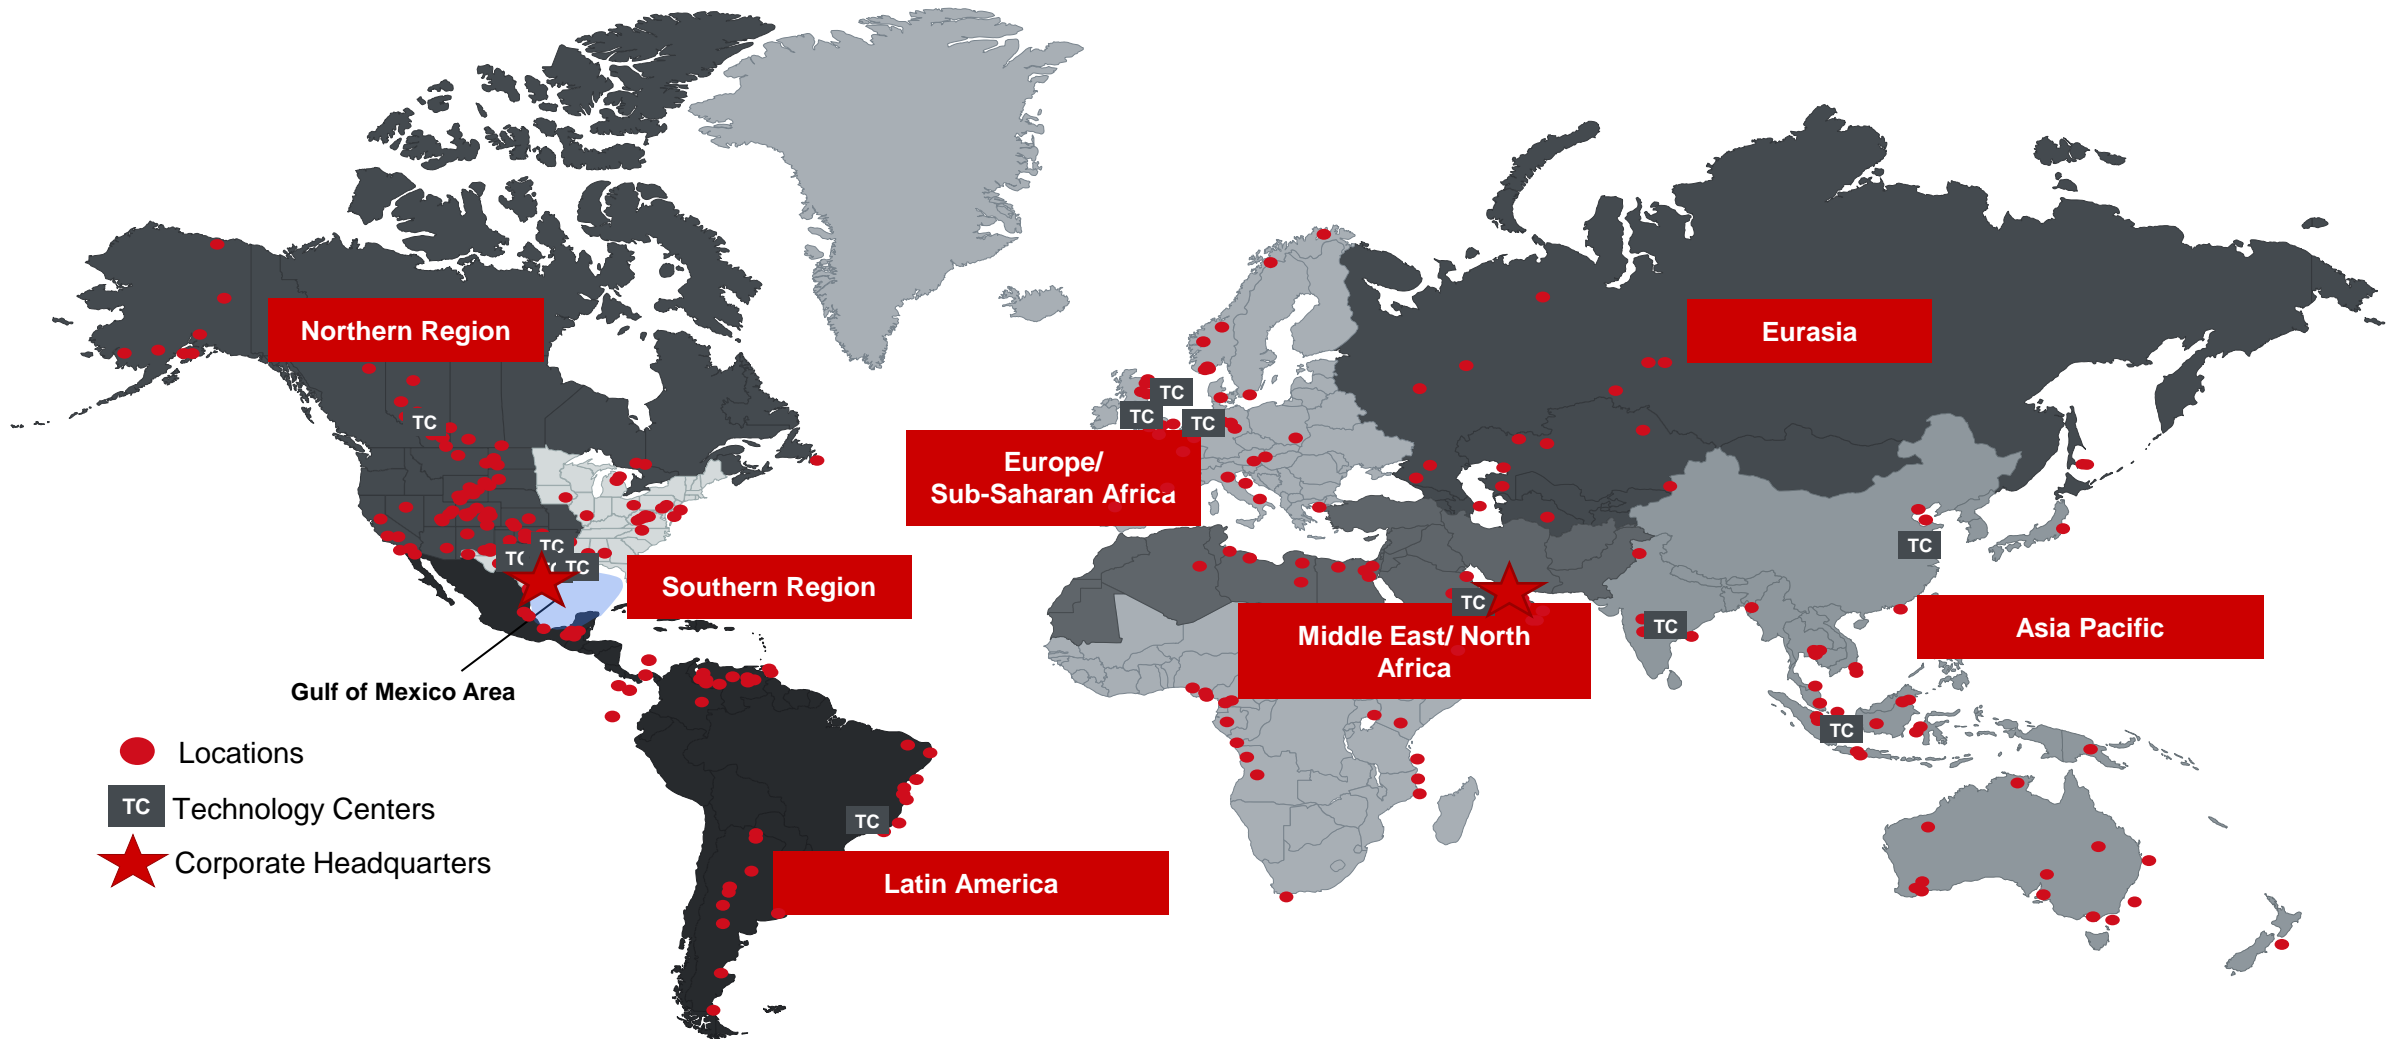 Northern Region
Eurasia
TC
TC
TC
TC
Europe/
Sub-Saharan Africa
TC
TC
TC
TC
Southern Region
TC
Middle East/ North
Africa
TC
Asia Pacific
Gulf of Mexico Area
TC
Locations
TC
Technology Centers
TC
Corporate Headquarters
Latin America